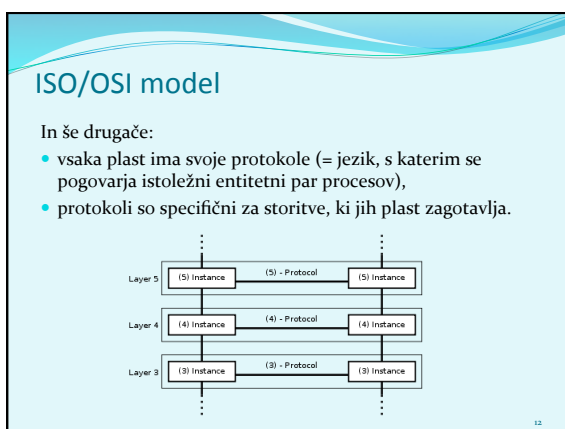 ISO/OSI model
In še drugače:
• vsaka plast ima svoje protokole (= jezik, s katerim se
pogovarja istoležni entitetni par procesov),
• protokoli so specifični za storitve, ki jih plast zagotavlja.
Layer 5 (5) Instance (5) - Protocol (5) Instance
Layer 4 (4) Instance (4) - Protocol (4) Instance
Layer 3 (3) Instance (3) - Protocol (3) Instance
12